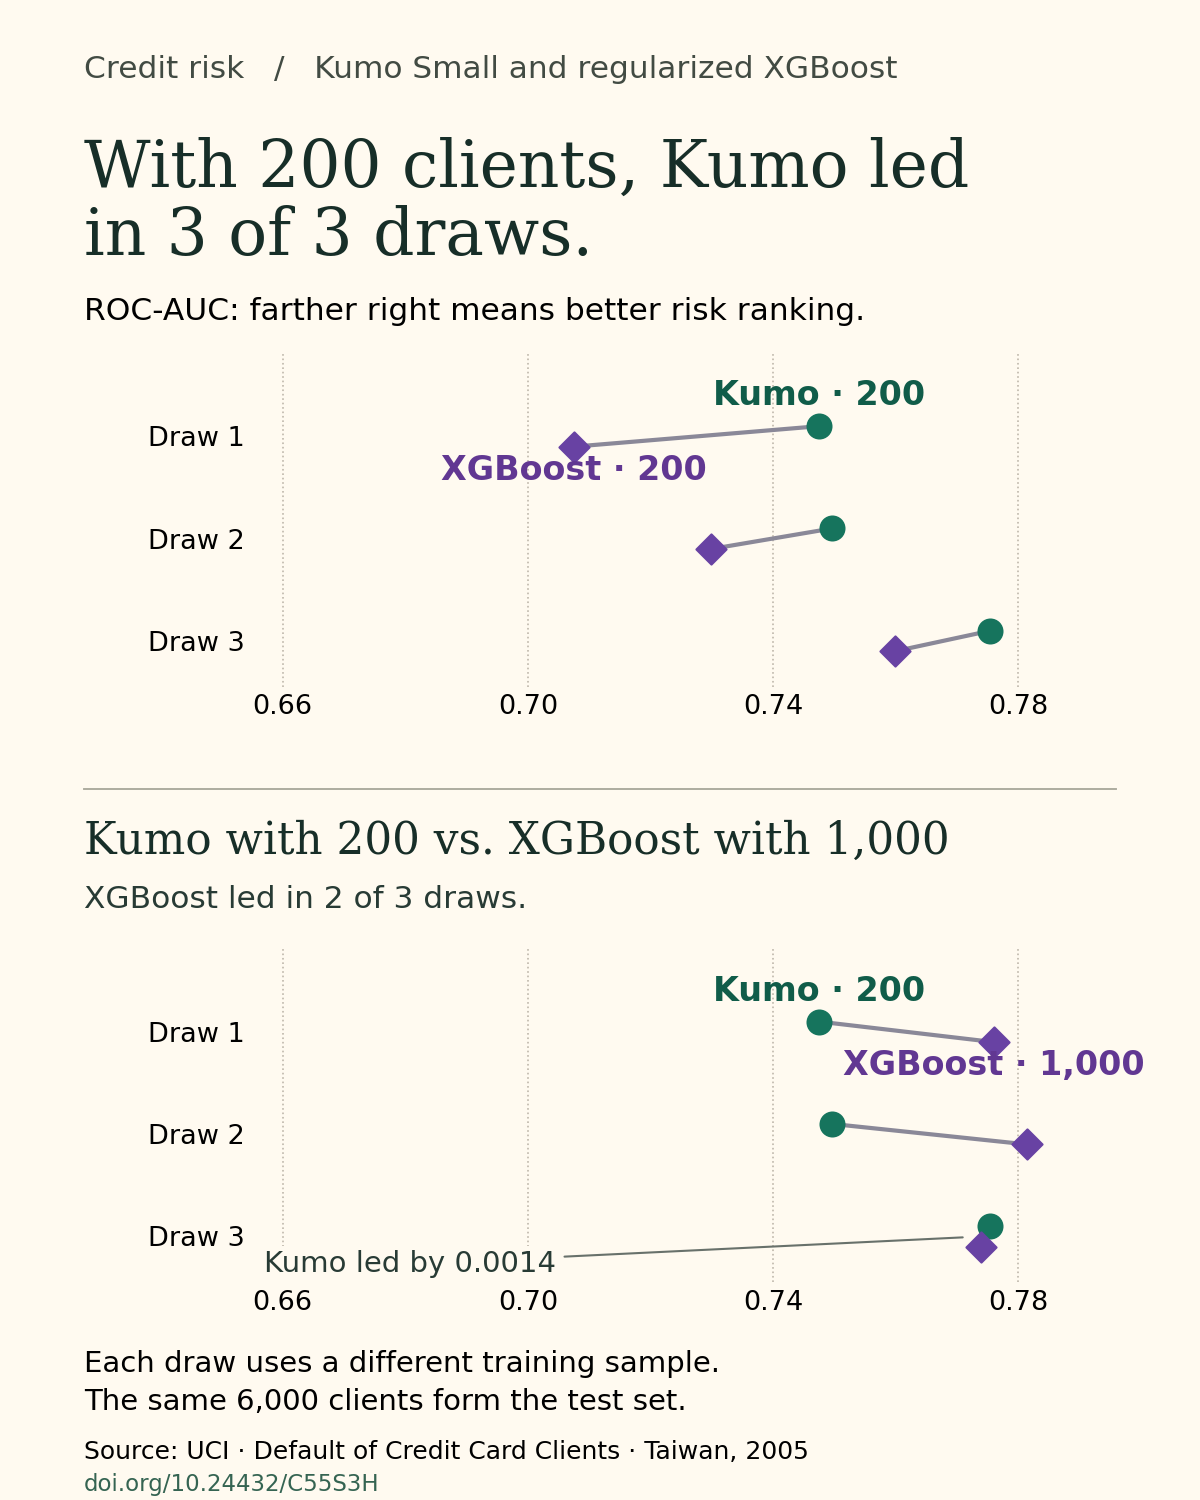 Credit risk / Kumo Small and regularized XGBoost
With 200 clients, Kumo led
in 3 of 3 draws.
ROC-AUC: farther right means better risk ranking.
Kumo · 200
Draw 1
XGBoost · 200
Draw 2
Draw 3
0.66 0.70 0.74 0.78
Kumo with 200 vs. XGBoost with 1,000
XGBoost led in 2 of 3 draws.
Kumo · 200
Draw 1
XGBoost · 1,000
Draw 2
Draw 3
Kumo led by 0.0014
0.66 0.70 0.74 0.78
Each draw uses a different training sample.
The same 6,000 clients form the test set.
Source: UCI · Default of Credit Card Clients · Taiwan, 2005
doi.org/10.24432/C55S3H